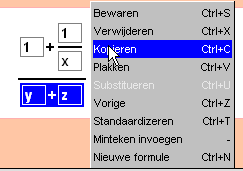 Bewaren Ctrl+S
Verwijderen Ctrl+X
Kopieren Ctrl+C
Plakken Ctrl+V
Substitueren Ctrl+U
Vorige Ctrl+Z
Standaardizeren Ctrl+T
Minteken invoegen -
Nieuwe formule Ctrl+N
1 + 1
x
y + z